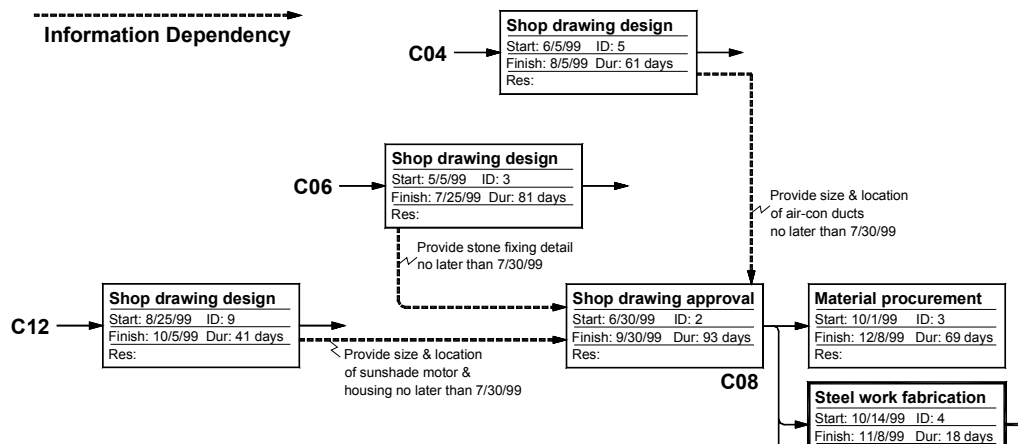 Information Dependency
C04
Shop drawing design
Start: 6/5/99 ID: 5
Finish: 8/5/99 Dur: 61 days
Res:
C06
Shop drawing design
Start: 5/5/99 ID: 3
Finish: 7/25/99 Dur: 81 days
Res:
Provide size & location
of air-con ducts
no later than 7/30/99
Provide stone fixing detail
no later than 7/30/99
C12
Shop drawing design
Start: 8/25/99 ID: 9
Finish: 10/5/99 Dur: 41 days
Res:
Provide size & location
of sunshade motor &
housing no later than 7/30/99
Shop drawing approval
Start: 6/30/99 ID: 2
Finish: 9/30/99 Dur: 93 days
Res:
C08
Material procurement
Start: 10/1/99 ID: 3
Finish: 12/8/99 Dur: 69 days
Res:
Steel work fabrication
Start: 10/14/99 ID: 4
Finish: 11/8/99 Dur: 18 days